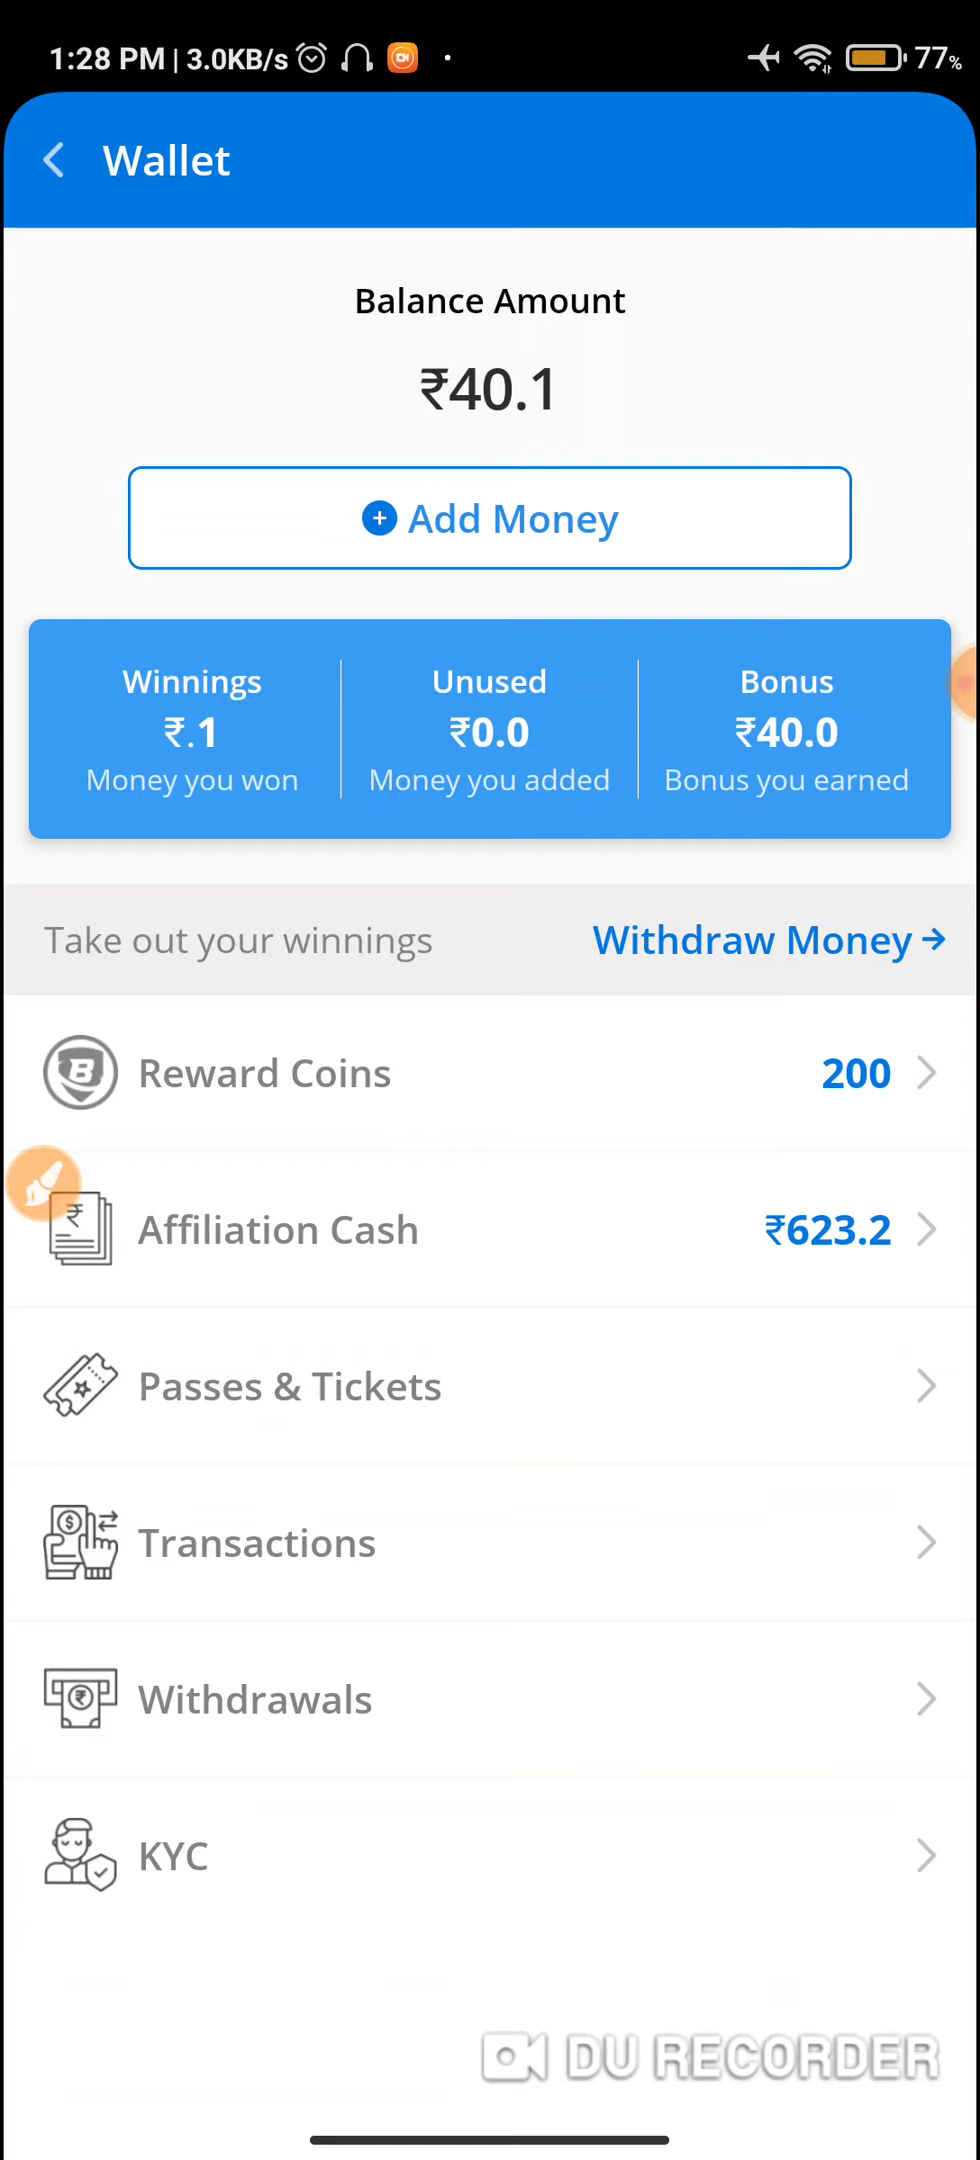 1:28 PM | 3.0KB/s 77%
Wallet
Balance Amount
₹40.1
+ Add Money
Winnings Unused Bonus
₹.1 ₹0.0 ₹40.0
Money you won Money you added Bonus you earned
Take out your winnings Withdraw Money →
B Reward Coins 200
₹ Affiliation Cash ₹623.2
Passes & Tickets
$ Transactions
₹ Withdrawals
KYC
DU RECORDER